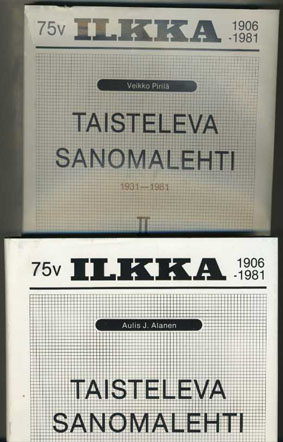 75v ILKKA 1906
-1981
Veikko Pirilä
TAISTELEVA
SANOMALEHTI
1931—1981
II
75v ILKKA 1906
-1981
Aulis J. Alanen
TAISTELEVA
SANOMALEHTI